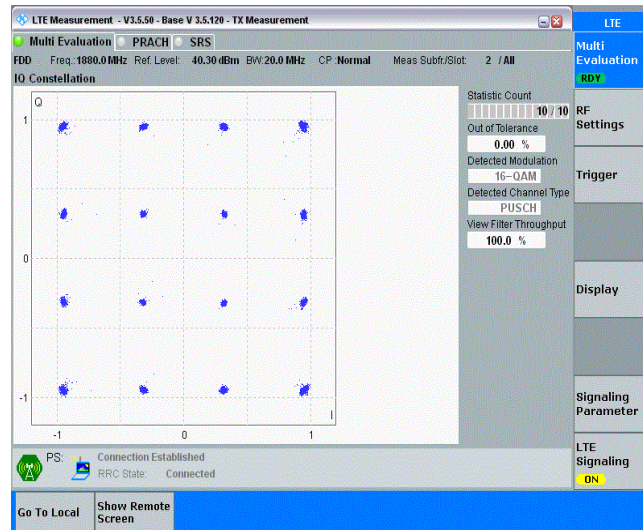 LTE Measurement - V3.5.50 - Base V 3.5.120 - TX Measurement
LTE
Multi Evaluation PRACH SRS
Multi
Evaluation
RDY
FDD Freq.: 1880.0 MHz Ref. Level: 40.30 dBm BW: 20.0 MHz CP : Normal Meas Subfr./Slot: 2 / All
IQ Constellation
Q
1
0
-1
-1 0 1
I
Statistic Count
10 / 10
Out of Tolerance
0.00 %
Detected Modulation
16-QAM
Detected Channel Type
PUSCH
View Filter Throughput
100.0 %
RF
Settings
Trigger
Display
Signaling
Parameter
LTE
Signaling
ON
PS: Connection Established
RRC State: Connected
Go To Local
Show Remote
Screen